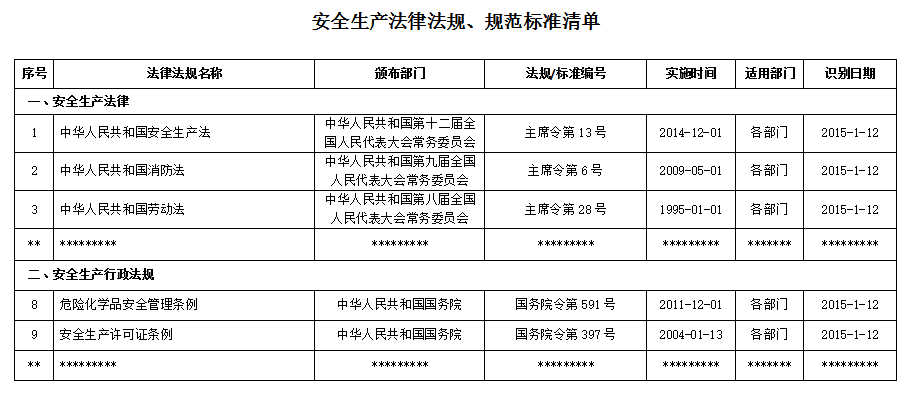 安全生产法律法规、规范标准清单
序号 法律法规名称 颁布部门 法规/标准编号 实施时间 适用部门 识别日期
一、安全生产法律
1 中华人民共和国安全生产法 中华人民共和国第十二届全国人民代表大会常务委员会 主席令第 13 号 2014-12-01 各部门 2015-1-12
2 中华人民共和国消防法 中华人民共和国第九届全国人民代表大会常务委员会 主席令第 6 号 2009-05-01 各部门 2015-1-12
3 中华人民共和国劳动法 中华人民共和国第八届全国人民代表大会常务委员会 主席令第 28 号 1995-01-01 各部门 2015-1-12
** ********* ********* ********* ********* ******* *********
二、安全生产行政法规
8 危险化学品安全管理条例 中华人民共和国国务院 国务院令第 591 号 2011-12-01 各部门 2015-1-12
9 安全生产许可证条例 中华人民共和国国务院 国务院令第 397 号 2004-01-13 各部门 2015-1-12
** ********* ********* ********* ********* ******* *********